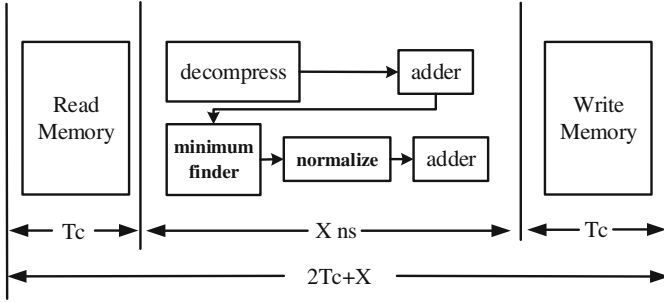 Read
Memory
decompress
adder
minimum
finder
normalize
adder
Write
Memory
Tc
X ns
Tc
2Tc+X